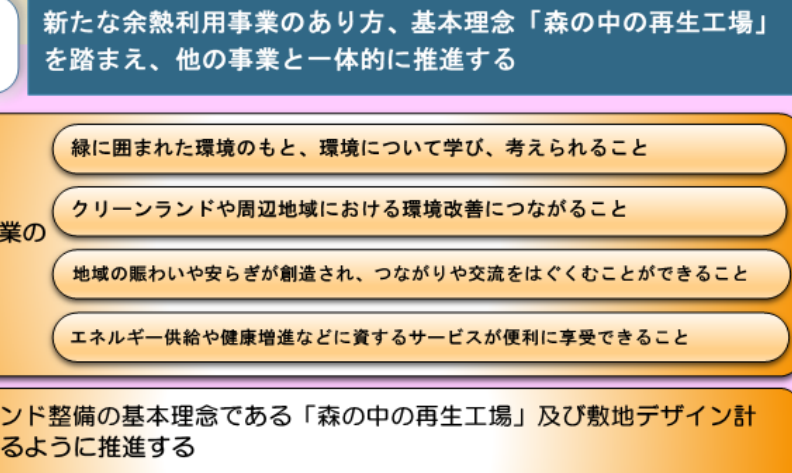 新たな余熱利用事業のあり方、基本理念「森の中の再生工場」
を踏まえ、他の事業と一体的に推進する
緑に囲まれた環境のもと、環境について学び、考えられること
クリーンランドや周辺地域における環境改善につながること
業の
地域の賑わいや安らぎが創造され、つながりや交流をはぐくむことができること
エネルギー供給や健康増進などに資するサービスが便利に享受できること
ンド整備の基本理念である「森の中の再生工場」及び敷地デザイン計
るように推進する